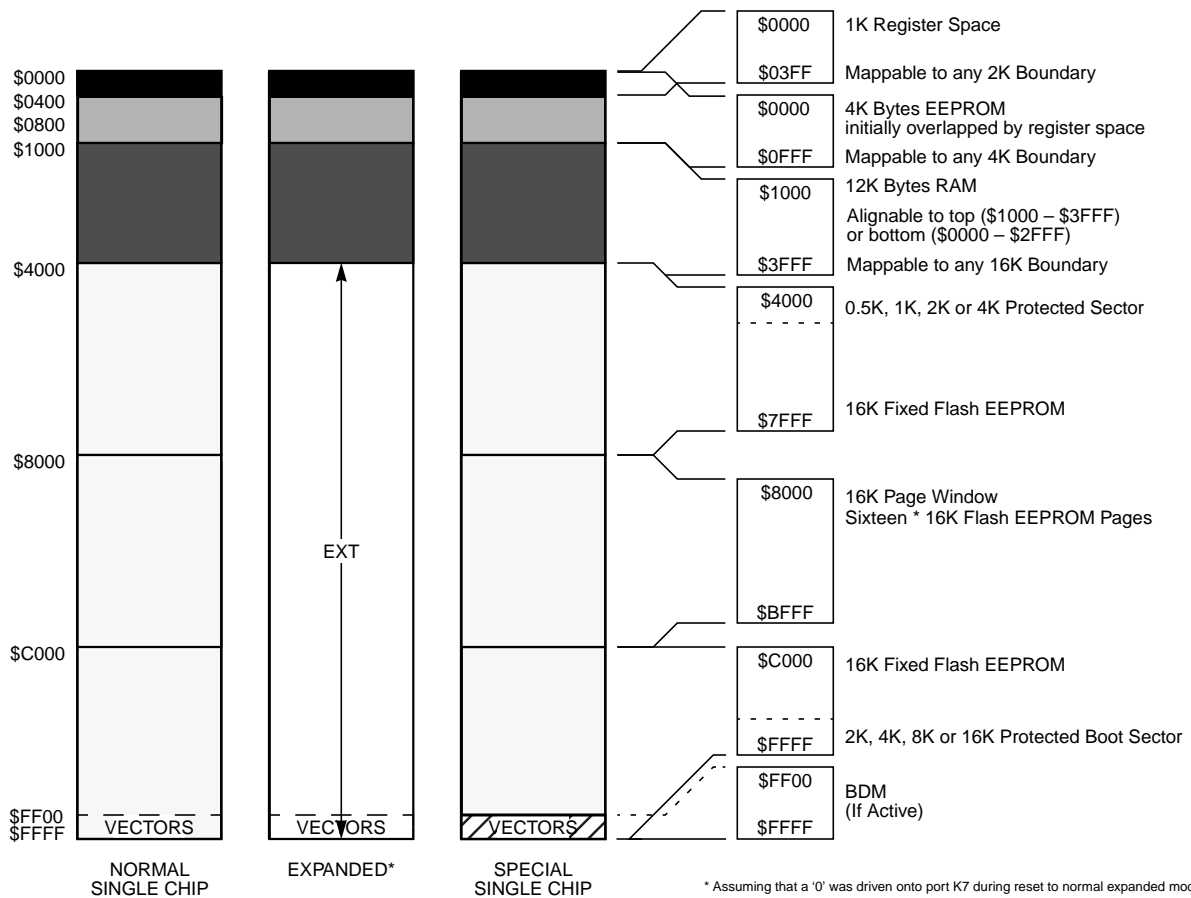 $0000
$0400
$0800
$1000
$4000
$8000
$C000
$FF00
$FFFF
VECTORS
NORMAL
SINGLE CHIP
EXT
VECTORS
EXPANDED*
VECTORS
SPECIAL
SINGLE CHIP
$0000
1K Register Space
$03FF
Mappable to any 2K Boundary
$0000
4K Bytes EEPROM
initially overlapped by register space
$0FFF
Mappable to any 4K Boundary
$1000
12K Bytes RAM
Alignable to top ($1000 – $3FFF)
or bottom ($0000 – $2FFF)
$3FFF
Mappable to any 16K Boundary
$4000
0.5K, 1K, 2K or 4K Protected Sector
16K Fixed Flash EEPROM
$7FFF
$8000
16K Page Window
Sixteen * 16K Flash EEPROM Pages
$BFFF
$C000
16K Fixed Flash EEPROM
2K, 4K, 8K or 16K Protected Boot Sector
$FFFF
$FF00
BDM
(If Active)
$FFFF
* Assuming that a ‘0’ was driven onto port K7 during reset to normal expanded